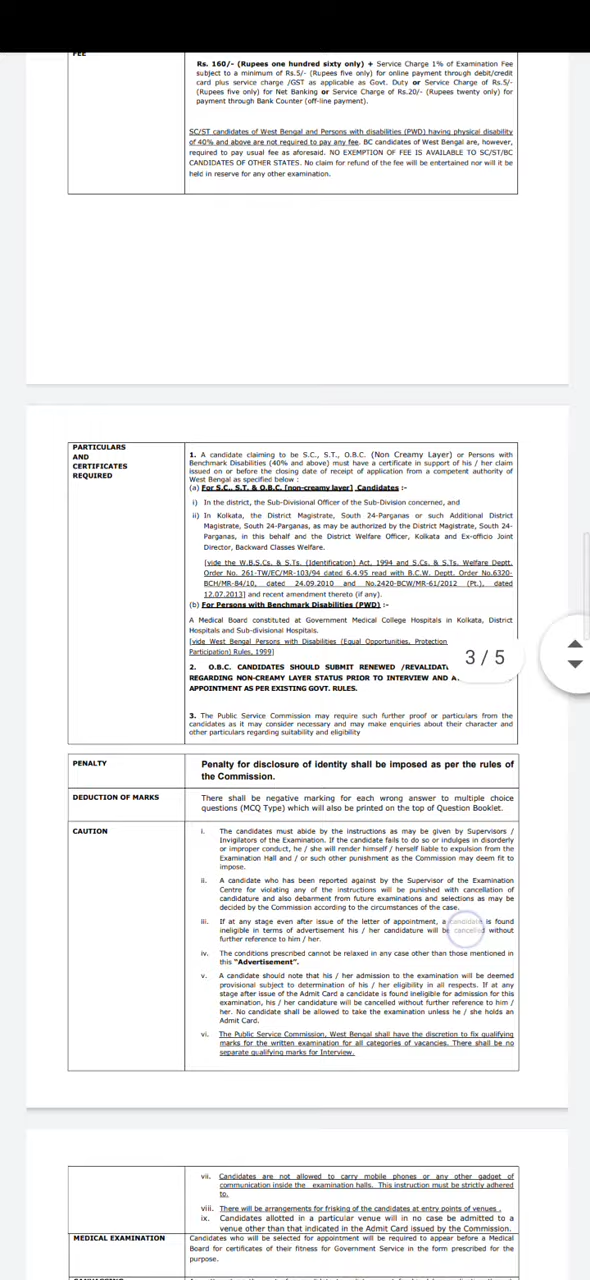 FEE
Rs. 160/- (Rupees one hundred sixty only) + Service Charge 1% of Examination Fee
subject to a minimum of Rs.5/- (Rupees five only) for online payment through debit/credit
card plus service charge /GST as applicable as Govt. Duty or Service Charge of Rs.5/-
(Rupees five only) for Net Banking or Service Charge of Rs.20/- (Rupees twenty only) for
payment through Bank Counter (off-line payment).
SC/ST candidates of West Bengal and Persons with disabilities (PWD) having physical disability
of 40% and above are not required to pay any fee. BC candidates of West Bengal are, however,
required to pay usual fee as aforesaid. NO EXEMPTION OF FEE IS AVAILABLE TO SC/ST/BC
CANDIDATES OF OTHER STATES. No claim for refund of the fee will be entertained nor will it be
held in reserve for any other examination.
PARTICULARS
AND
CERTIFICATES
REQUIRED
1. A candidate claiming to be S.C., S.T., O.B.C. (Non Creamy Layer) or Persons with
Benchmark Disabilities (40% and above) must have a certificate in support of his / her claim
issued on or before the closing date of receipt of application from a competent authority of
West Bengal as specified below :
(a) For S.C., S.T. & O.B.C. [non-creamy layer] Candidates :-
i) In the district, the Sub-Divisional Officer of the Sub-Division concerned, and
ii) In Kolkata, the District Magistrate, South 24-Parganas or such Additional District
Magistrate, South 24-Parganas, as may be authorized by the District Magistrate, South 24-
Parganas, in this behalf and the District Welfare Officer, Kolkata and Ex-officio Joint
Director, Backward Classes Welfare.
[vide the W.B.S.Cs. & S.Ts. (Identification) Act, 1994 and S.Cs. & S.Ts. Welfare Deptt.
Order No. 261-TW/EC/MR-103/94 dated 6.4.95 read with B.C.W. Deptt. Order No.6320-
BCH/MR-84/10, dated 24.09.2010 and No.2420-BCW/MR-61/2012 (Pt.), dated
12.07.2013] and recent amendment thereto (if any).
(b) For Persons with Benchmark Disabilities (PWD) :-
A Medical Board constituted at Government Medical College Hospitals in Kolkata, District
Hospitals and Sub-divisional Hospitals.
[vide West Bengal Persons with Disabilities (Equal Opportunities, Protection
Participation) Rules, 1999]
3 / 5
2. O.B.C. CANDIDATES SHOULD SUBMIT RENEWED /REVALIDAT
REGARDING NON-CREAMY LAYER STATUS PRIOR TO INTERVIEW AND
APPOINTMENT AS PER EXISTING GOVT. RULES.
3. The Public Service Commission may require such further proof or particulars from the
candidates as it may consider necessary and may make enquiries about their character and
other particulars regarding suitability and eligibility
PENALTY
Penalty for disclosure of identity shall be imposed as per the rules of
the Commission.
DEDUCTION OF MARKS
There shall be negative marking for each wrong answer to multiple choice
questions (MCQ Type) which will also be printed on the top of Question Booklet.
CAUTION
i. The candidates must abide by the instructions as may be given by Supervisors /
Invigilators of the Examination. If the candidate fails to do so or indulges in disorderly
or improper conduct, he / she will render himself / herself liable to expulsion from the
Examination Hall and / or such other punishment as the Commission may deem fit to
impose.
ii. A candidate who has been reported against by the Supervisor of the Examination
Centre for violating any of the instructions will be punished with cancellation of
candidature and also debarment from future examinations and selections as may be
decided by the Commission according to the circumstances of the case.
iii. If at any stage even after issue of the letter of appointment, a candidate is found
ineligible in terms of advertisement his / her candidature will be cancelled without
further reference to him / her.
iv. The conditions prescribed cannot be relaxed in any case other than those mentioned in
this "Advertisement".
v. A candidate should note that his / her admission to the examination will be deemed
provisional subject to determination of his / her eligibility in all respects. If at any
stage after issue of the Admit Card a candidate is found ineligible for admission for this
examination, his / her candidature will be cancelled without further reference to him /
her. No candidate shall be allowed to take the examination unless he / she holds an
Admit Card.
vi. The Public Service Commission, West Bengal shall have the discretion to fix qualifying
marks for the written examination for all categories of vacancies. There shall be no
separate qualifying marks for Interview.
vii. Candidates are not allowed to carry mobile phones or any other gadget of
communication inside the examination halls. This instruction must be strictly adhered
to.
viii. There will be arrangements for frisking of the candidates at entry points of venues .
ix. Candidates allotted in a particular venue will in no case be admitted to a
venue other than that indicated in the Admit Card issued by the Commission.
MEDICAL EXAMINATION
Candidates who will be selected for appointment will be required to appear before a Medical
Board for certificates of their fitness for Government Service in the form prescribed for the
purpose.